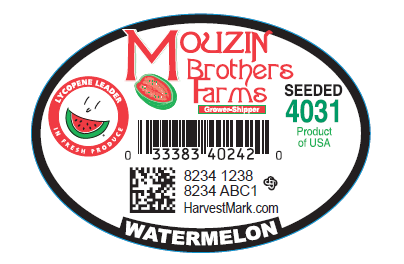 Mouzin
Brothers
Farms
Grower-Shipper
LYCOPENE LEADER
IN FRESH PRODUCE
SEEDED
4031
Product
of USA
0 33383 40242 0
8234 1238
8234 ABC1
HarvestMark.com
WATERMELON